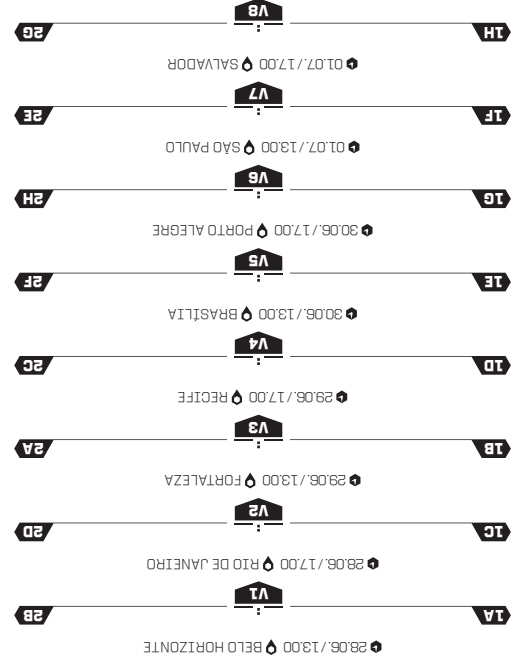 28.06./13.00 BELO HORIZONTE
1A : 2B
V1
28.06./17.00 RIO DE JANEIRO
1C : 2D
V2
29.06./13.00 FORTALEZA
1B : 2A
V3
29.06./17.00 RECIFE
1D : 2C
V4
30.06./13.00 BRASÍLIA
1E : 2F
V5
30.06./17.00 PORTO ALEGRE
1G : 2H
V6
01.07./13.00 SÃO PAULO
1F : 2E
V7
01.07./17.00 SALVADOR
1H : 2G
V8